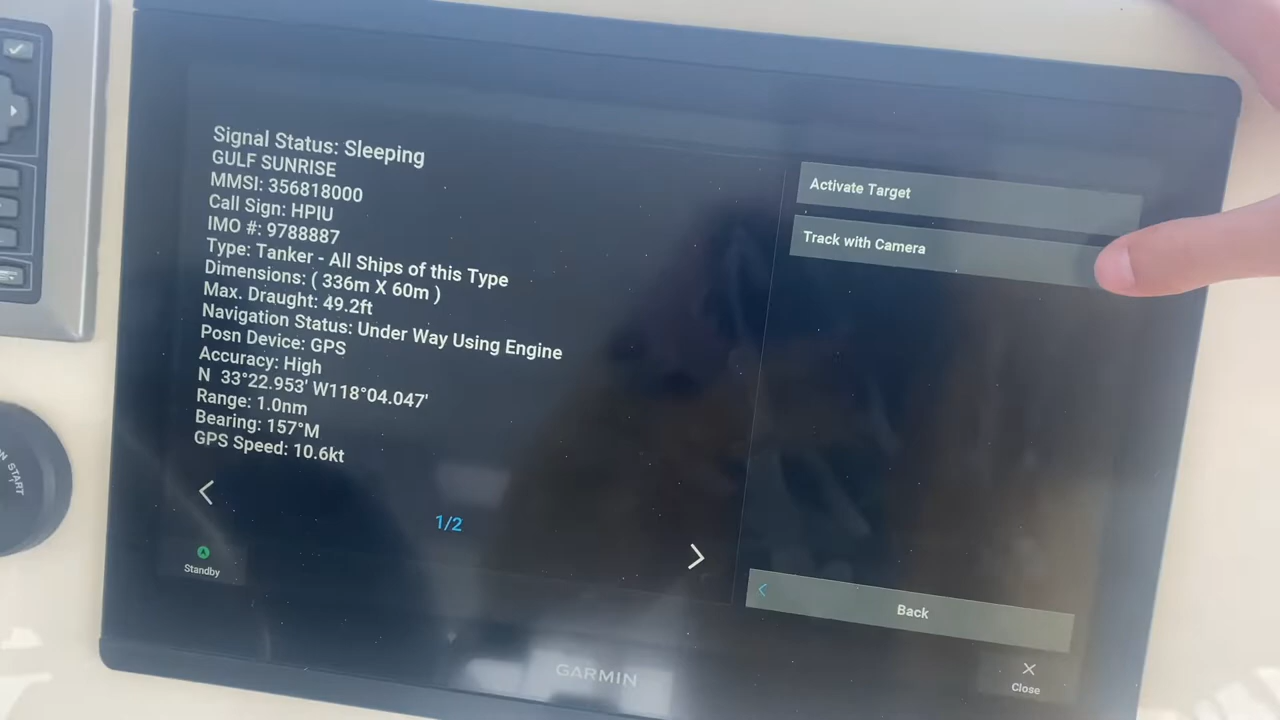 Signal Status: Sleeping
GULF SUNRISE
MMSI: 356818000
Call Sign: HPIU
IMO #: 9788887
Type: Tanker - All Ships of this Type
Dimensions: ( 336m X 60m )
Max. Draught: 49.2ft
Navigation Status: Under Way Using Engine
Posn Device: GPS
Accuracy: High
N 33°22.953' W118°04.047'
Range: 1.0nm
Bearing: 157°M
GPS Speed: 10.6kt
1/2
Standby
Activate Target
Track with Camera
Back
Close
GARMIN
START